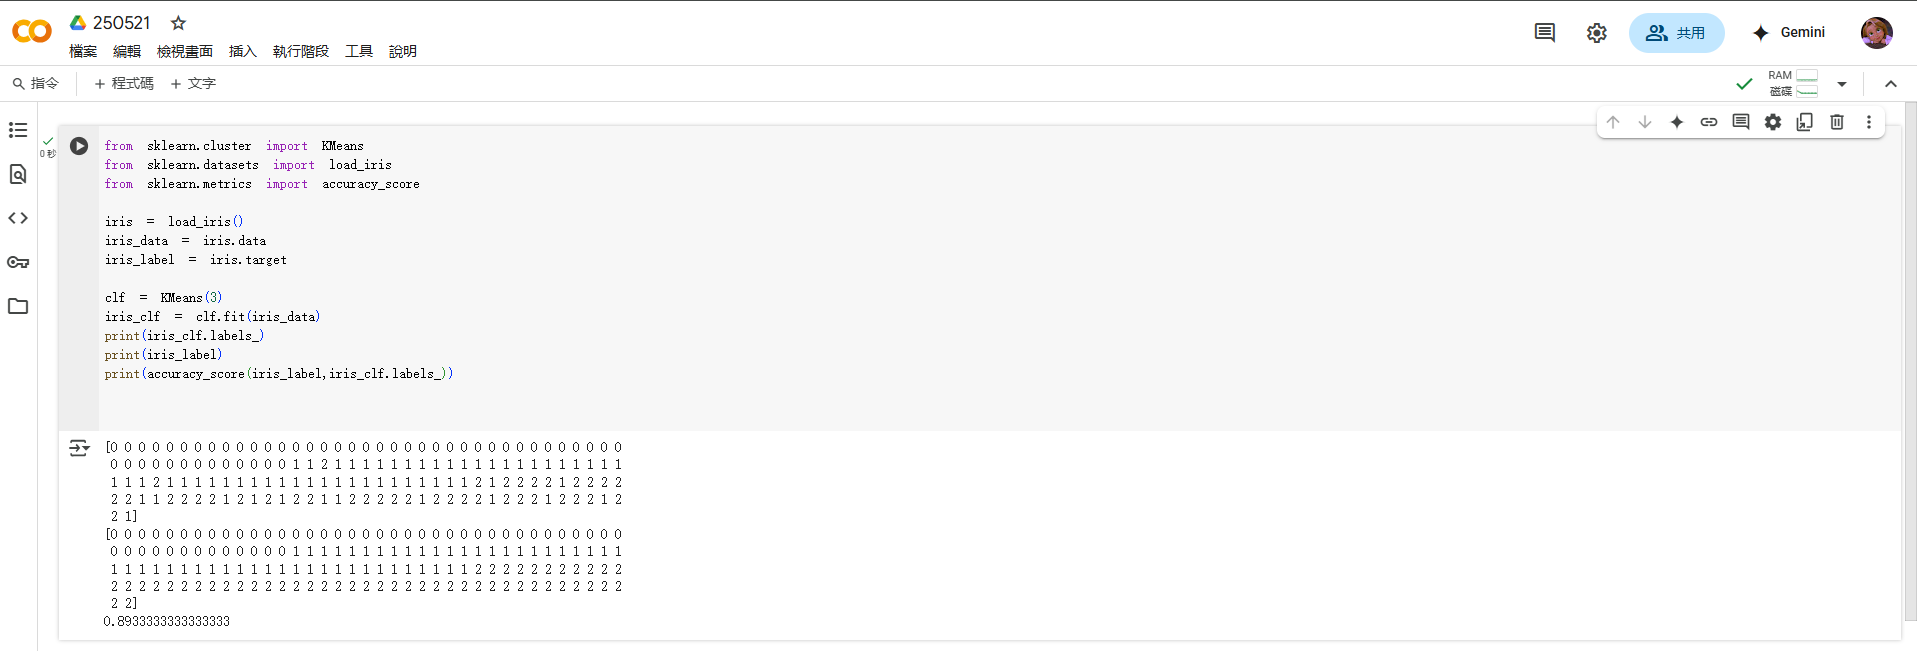 250521
檔案 編輯 檢視畫面 插入 執行階段 工具 說明
共用
Gemini
指令 + 程式碼 + 文字
RAM
磁碟
0 秒
from sklearn.cluster import KMeans
from sklearn.datasets import load_iris
from sklearn.metrics import accuracy_score
iris = load_iris()
iris_data = iris.data
iris_label = iris.target
clf = KMeans(3)
iris_clf = clf.fit(iris_data)
print(iris_clf.labels_)
print(iris_label)
print(accuracy_score(iris_label,iris_clf.labels_))
[0 0 0 0 0 0 0 0 0 0 0 0 0 0 0 0 0 0 0 0 0 0 0 0 0 0 0 0 0 0 0 0 0 0 0 0 0
0 0 0 0 0 0 0 0 0 0 0 0 0 1 1 2 1 1 1 1 1 1 1 1 1 1 1 1 1 1 1 1 1 1 1 1 1
1 1 1 2 1 1 1 1 1 1 1 1 1 1 1 1 1 1 1 1 1 1 1 1 1 1 2 1 2 2 2 2 1 2 2 2 2
2 2 1 1 2 2 2 2 1 2 1 2 1 2 2 1 1 2 2 2 2 2 1 2 2 2 2 1 2 2 2 1 2 2 2 1 2
2 1]
[0 0 0 0 0 0 0 0 0 0 0 0 0 0 0 0 0 0 0 0 0 0 0 0 0 0 0 0 0 0 0 0 0 0 0 0 0
0 0 0 0 0 0 0 0 0 0 0 0 0 1 1 1 1 1 1 1 1 1 1 1 1 1 1 1 1 1 1 1 1 1 1 1 1
1 1 1 1 1 1 1 1 1 1 1 1 1 1 1 1 1 1 1 1 1 1 1 1 1 1 2 2 2 2 2 2 2 2 2 2 2
2 2 2 2 2 2 2 2 2 2 2 2 2 2 2 2 2 2 2 2 2 2 2 2 2 2 2 2 2 2 2 2 2 2 2 2 2
2 2]
0.8933333333333333